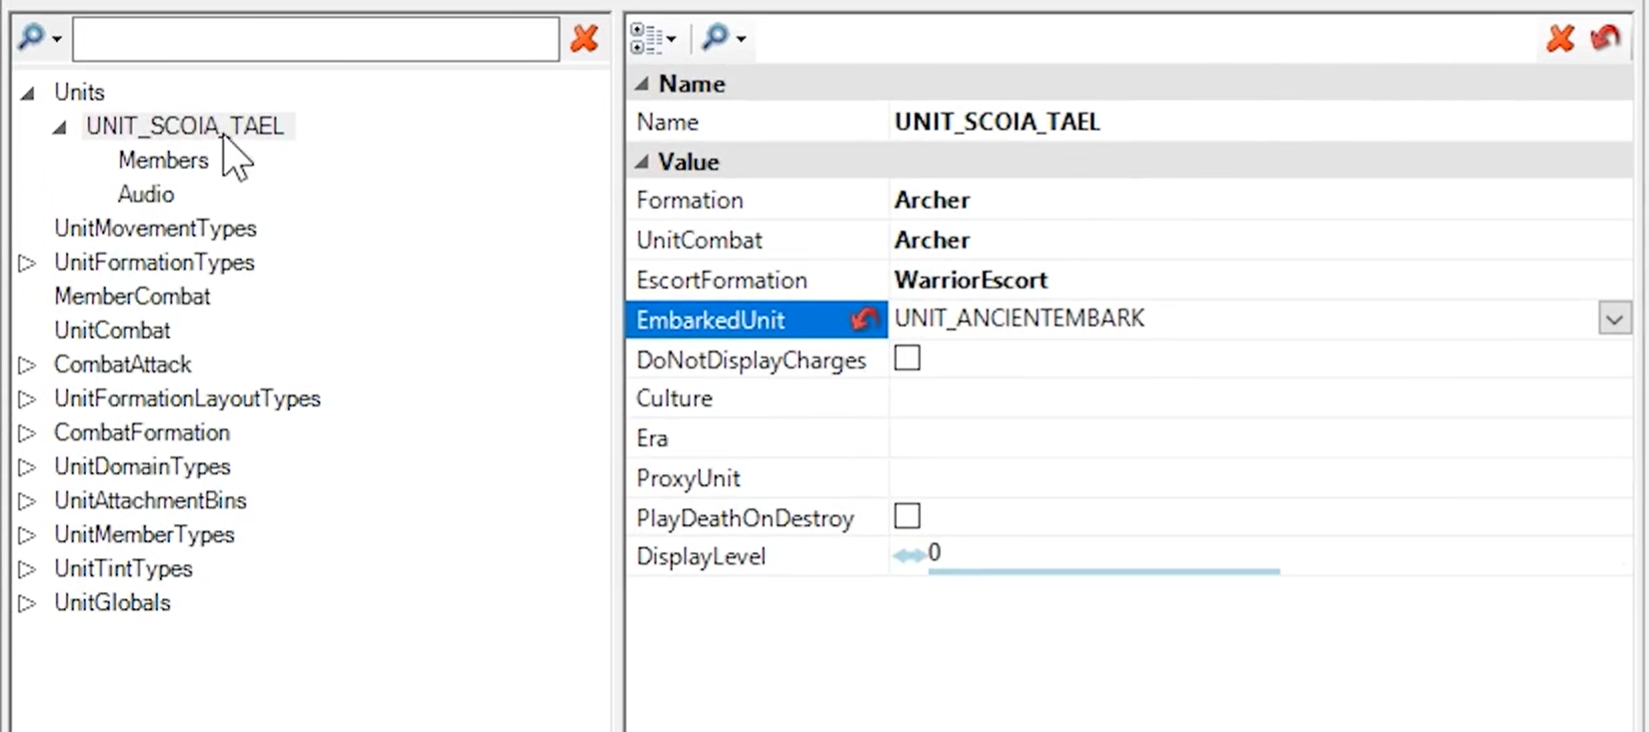 Units
UNIT_SCOIA_TAEL
Members
Audio
UnitMovementTypes
UnitFormationTypes
MemberCombat
UnitCombat
CombatAttack
UnitFormationLayoutTypes
CombatFormation
UnitDomainTypes
UnitAttachmentBins
UnitMemberTypes
UnitTintTypes
UnitGlobals
Name
Name UNIT_SCOIA_TAEL
Value
Formation Archer
UnitCombat Archer
EscortFormation WarriorEscort
EmbarkedUnit UNIT_ANCIENTEMBARK
DoNotDisplayCharges
Culture
Era
ProxyUnit
PlayDeathOnDestroy
DisplayLevel 0